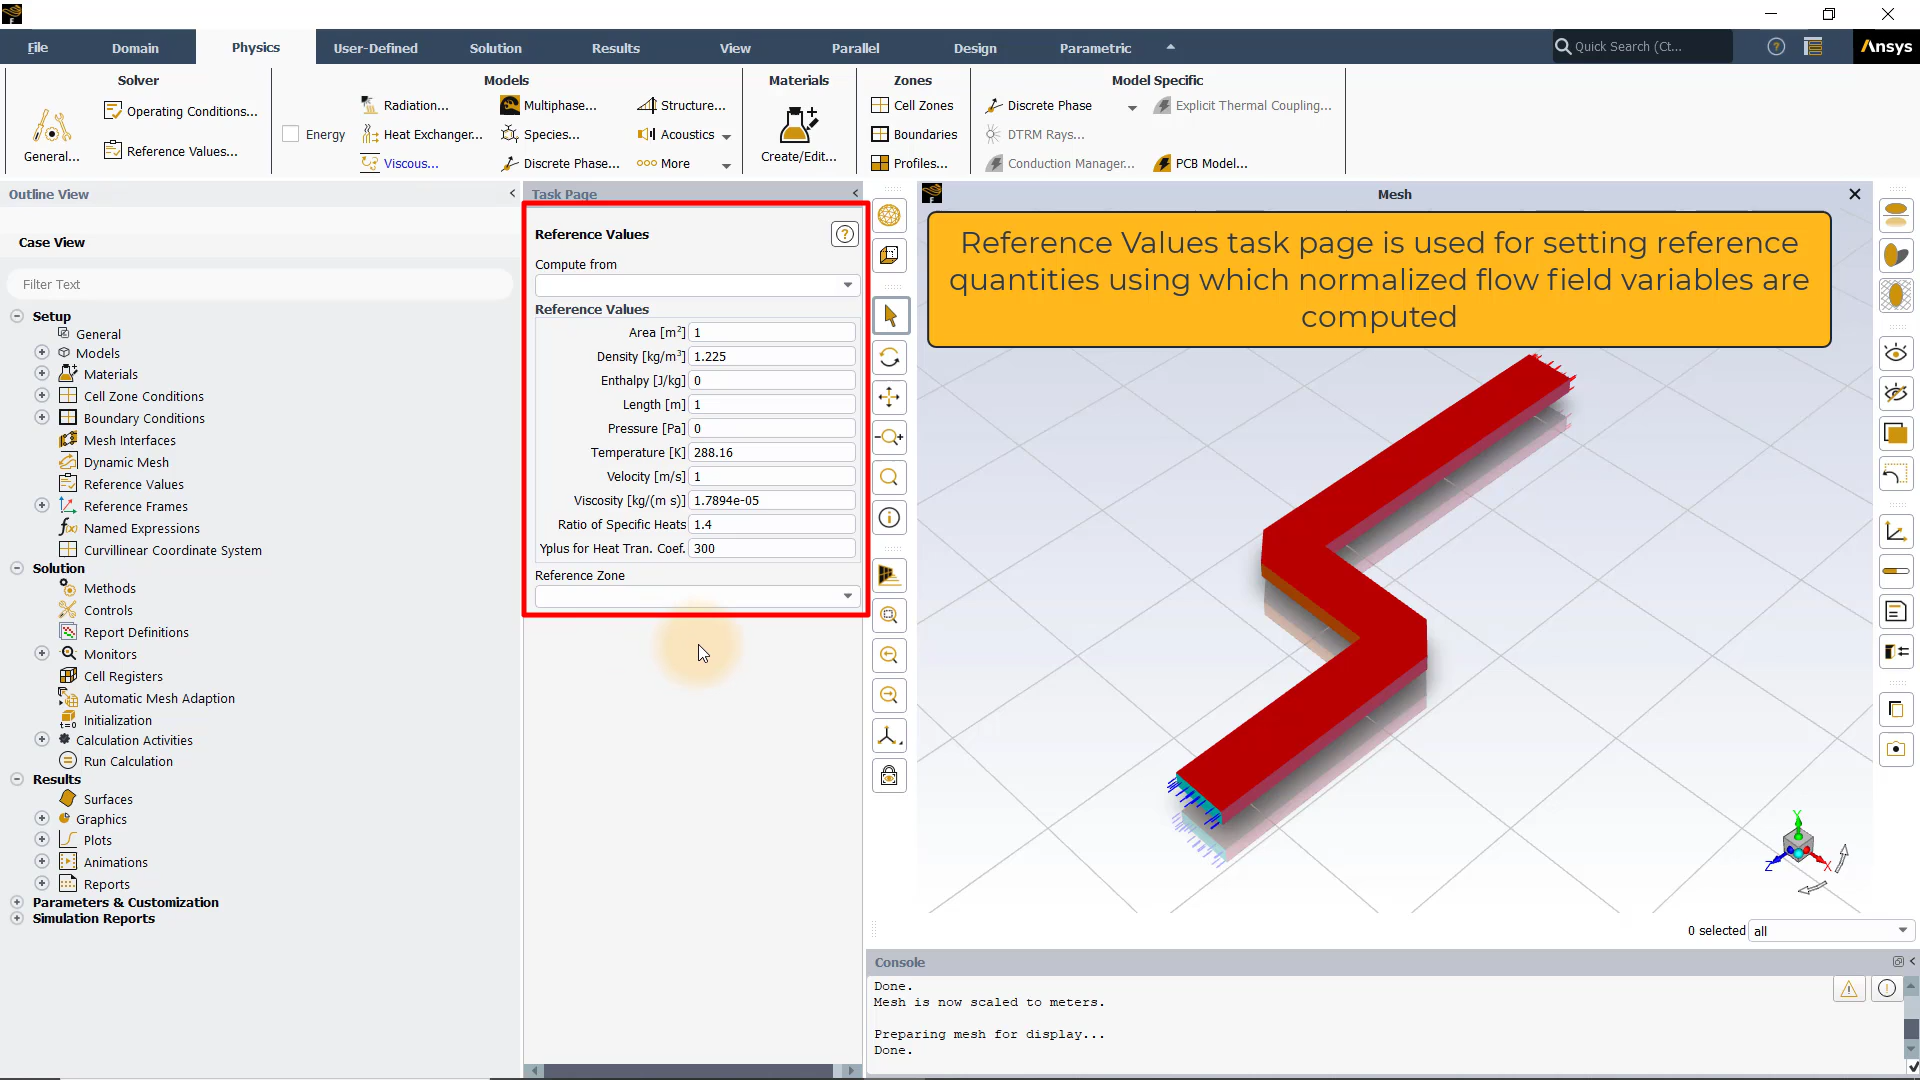 File
Domain
Physics
User-Defined
Solution
Results
View
Parallel
Design
Parametric
Quick Search (Ct...
Ansys
Solver
General...
Operating Conditions...
Reference Values...
Models
Energy
Radiation...
Heat Exchanger...
Viscous...
Multiphase...
Species...
Discrete Phase...
Structure...
Acoustics
More
Materials
Create/Edit...
Zones
Cell Zones
Boundaries
Profiles...
Model Specific
Discrete Phase
DTRM Rays...
Conduction Manager...
Explicit Thermal Coupling...
PCB Model...
Outline View
Case View
Filter Text
Setup
General
Models
Materials
Cell Zone Conditions
Boundary Conditions
Mesh Interfaces
Dynamic Mesh
Reference Values
Reference Frames
Named Expressions
Curvillinear Coordinate System
Solution
Methods
Controls
Report Definitions
Monitors
Cell Registers
Automatic Mesh Adaption
Initialization
Calculation Activities
Run Calculation
Results
Surfaces
Graphics
Plots
Animations
Reports
Parameters & Customization
Simulation Reports
Task Page
Reference Values
Compute from
Reference Values
Area [m²] 1
Density [kg/m³] 1.225
Enthalpy [J/kg] 0
Length [m] 1
Pressure [Pa] 0
Temperature [K] 288.16
Velocity [m/s] 1
Viscosity [kg/(m s)] 1.7894e-05
Ratio of Specific Heats 1.4
Yplus for Heat Tran. Coef. 300
Reference Zone
Mesh
Reference Values task page is used for setting reference
quantities using which normalized flow field variables are
computed
Y
Z
X
0 selected all
Console
Done.
Mesh is now scaled to meters.
Preparing mesh for display...
Done.